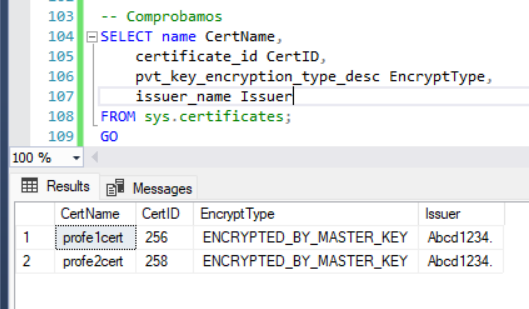 103 -- Comprobamos
104 SELECT name CertName,
105 certificate_id CertID,
106 pvt_key_encryption_type_desc EncryptType,
107 issuer_name Issuer
108 FROM sys.certificates;
109 GO
100 %
Results Messages
CertName CertID EncryptType Issuer
1 profe1cert 256 ENCRYPTED_BY_MASTER_KEY Abcd1234.
2 profe2cert 258 ENCRYPTED_BY_MASTER_KEY Abcd1234.